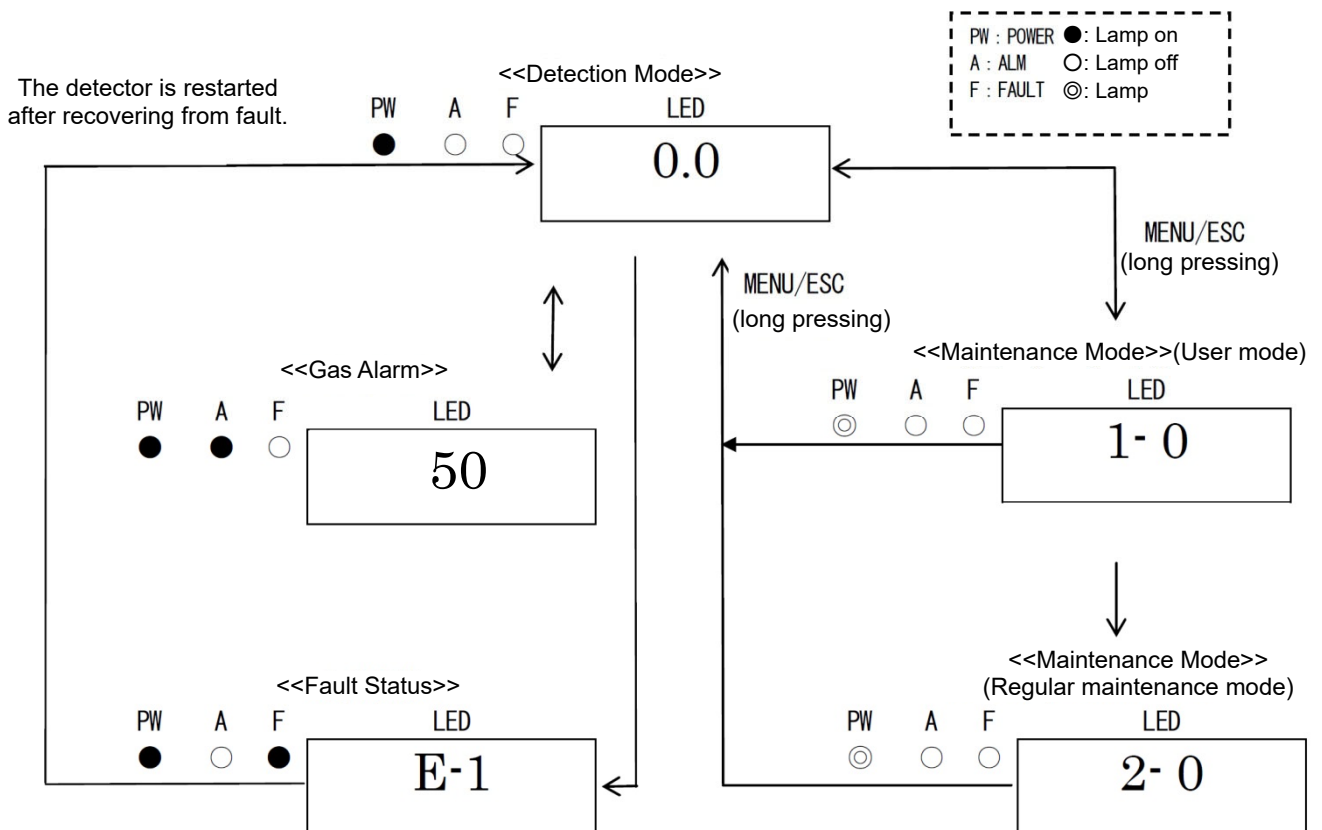 PW : POWER ●: Lamp on
A : ALM ○: Lamp off
F : FAULT ◎: Lamp
The detector is restarted
after recovering from fault.
<<Detection Mode>>
PW A F LED
0.0
MENU/ESC
(long pressing)
MENU/ESC
(long pressing)
<<Gas Alarm>>
PW A F LED
50
<<Maintenance Mode>>(User mode)
PW A F LED
1- 0
<<Fault Status>>
PW A F LED
E-1
<<Maintenance Mode>>
(Regular maintenance mode)
PW A F LED
2- 0